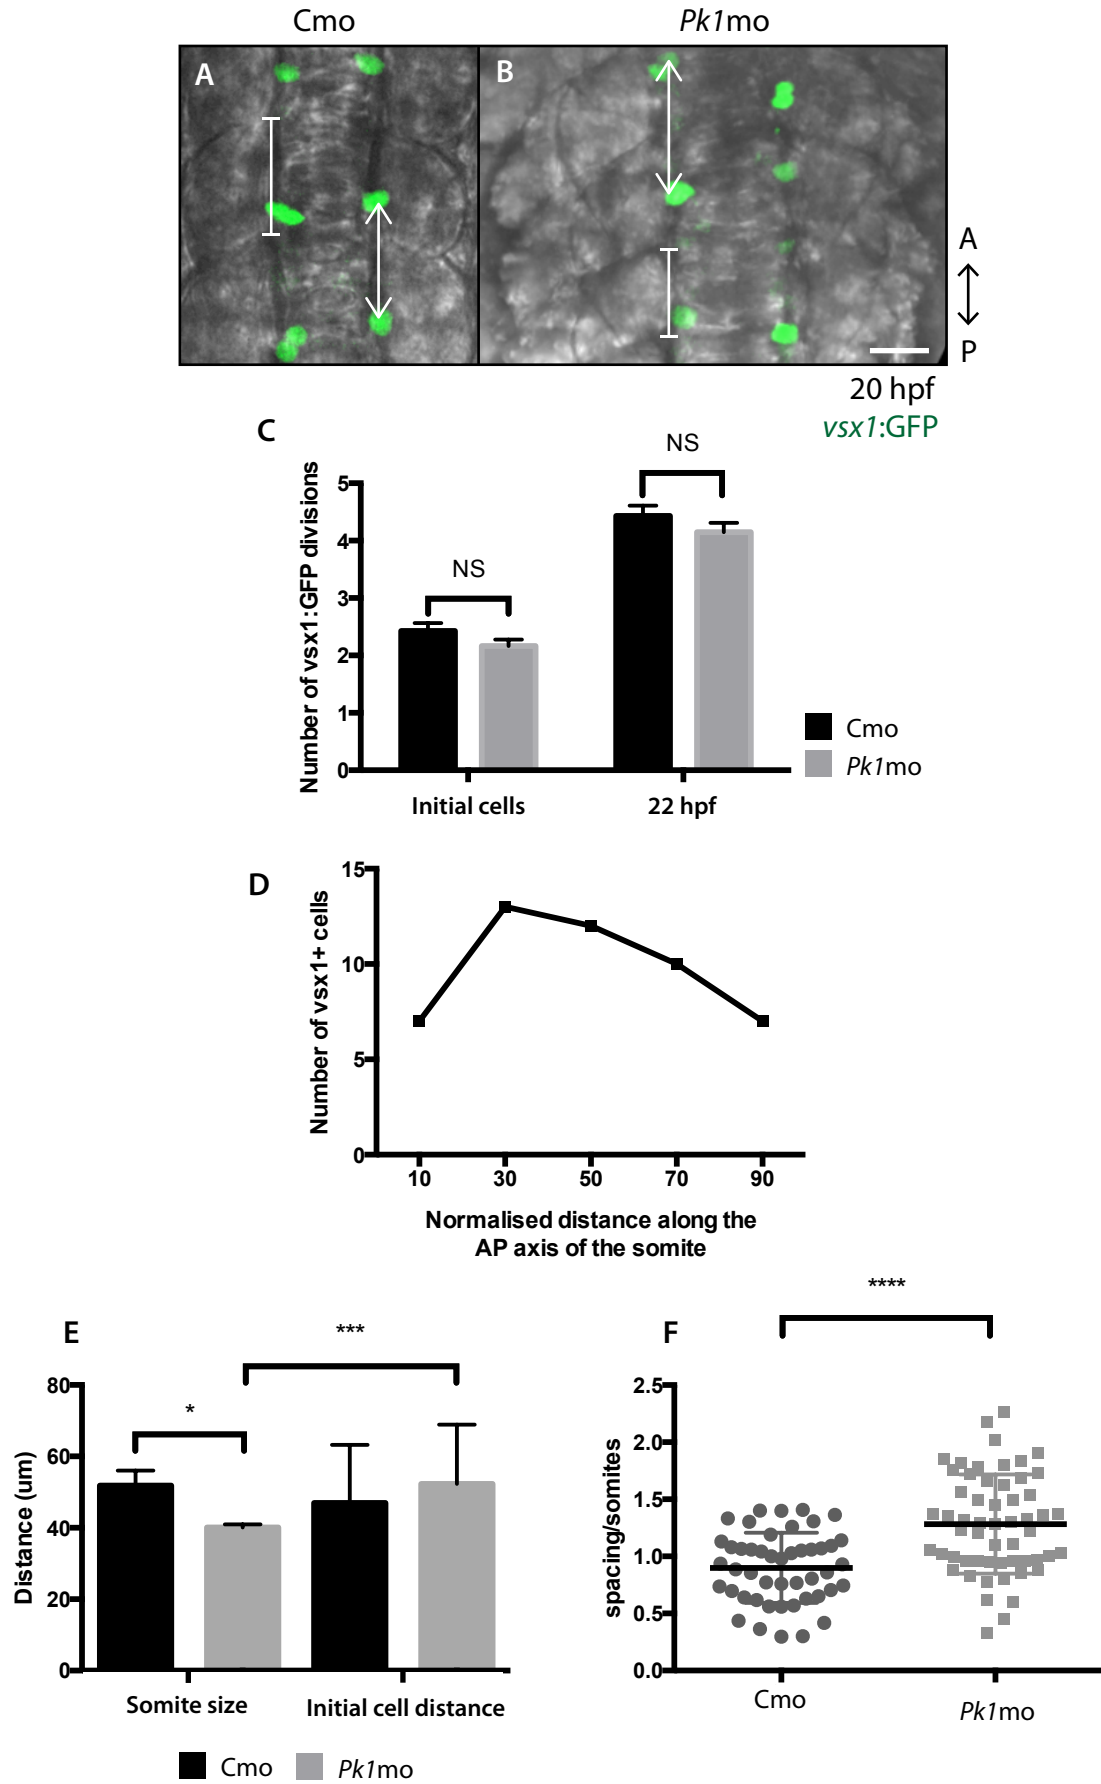 Cmo
Pk1mo
A
B
A
P
20 hpf
vsx1:GFP
C
NS
NS
Number of vsx1:GFP divisions
5
4
3
2
1
0
Initial cells
22 hpf
Cmo
Pk1mo
D
Number of vsx1+ cells
15
10
5
0
10
30
50
70
90
Normalised distance along the
AP axis of the somite
E
***
*
Distance (um)
80
60
40
20
0
Somite size
Initial cell distance
Cmo
Pk1mo
F
****
spacing/somites
2.5
2.0
1.5
1.0
0.5
0.0
Cmo
Pk1mo